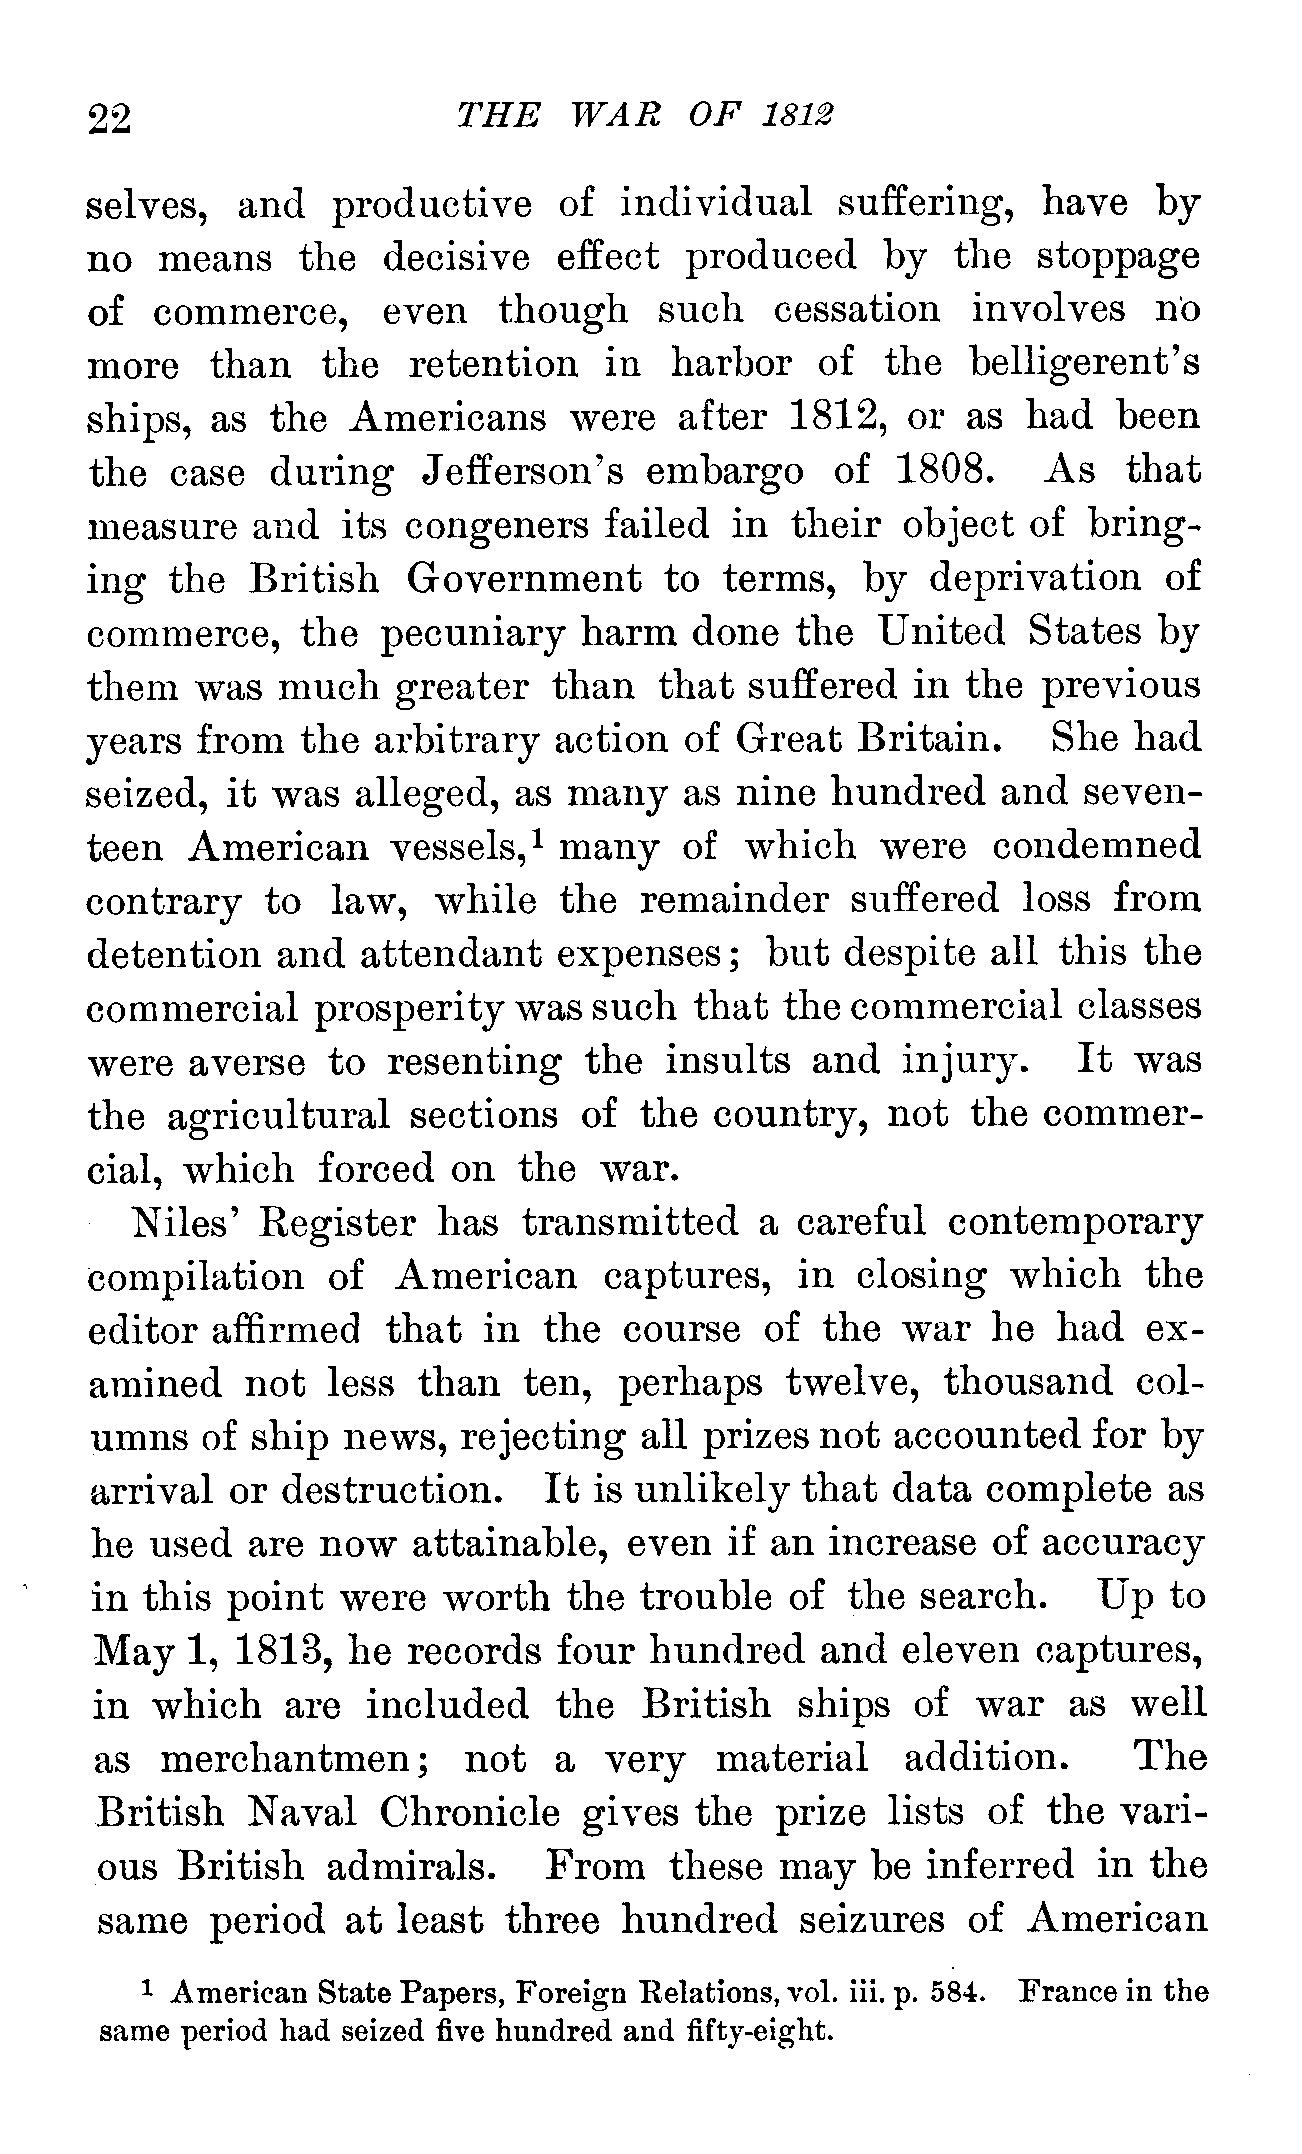 22 THE WAR OF 1812
selves, and productive of individual suffering, have by
no means the decisive effect produced by the stoppage
of commerce, even though such cessation involves no
more than the retention in harbor of the belligerent's
ships, as the Americans were after 1812, or as had been
the case during Jefferson's embargo of 1808. As that
measure and its congeners failed in their object of bring-
ing the British Government to terms, by deprivation of
commerce, the pecuniary harm done the United States by
them was much greater than that suffered in the previous
years from the arbitrary action of Great Britain. She had
seized, it was alleged, as many as nine hundred and seven-
teen American vessels,¹ many of which were condemned
contrary to law, while the remainder suffered loss from
detention and attendant expenses; but despite all this the
commercial prosperity was such that the commercial classes
were averse to resenting the insults and injury. It was
the agricultural sections of the country, not the commer-
cial, which forced on the war.
Niles' Register has transmitted a careful contemporary
compilation of American captures, in closing which the
editor affirmed that in the course of the war he had ex-
amined not less than ten, perhaps twelve, thousand col-
umns of ship news, rejecting all prizes not accounted for by
arrival or destruction. It is unlikely that data complete as
he used are now attainable, even if an increase of accuracy
in this point were worth the trouble of the search. Up to
May 1, 1813, he records four hundred and eleven captures,
in which are included the British ships of war as well
as merchantmen; not a very material addition. The
British Naval Chronicle gives the prize lists of the vari-
ous British admirals. From these may be inferred in the
same period at least three hundred seizures of American
¹ American State Papers, Foreign Relations, vol. iii. p. 584. France in the
same period had seized five hundred and fifty-eight.